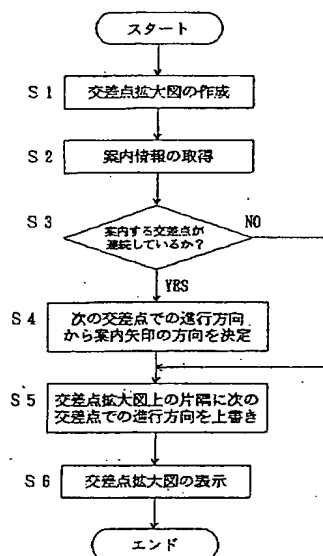 スタート
S 1
交差点拡大図の作成
S 2
案内情報の取得
S 3
案内する交差点が
連続しているか?
NO
YES
S 4
次の交差点での進行方向
から案内矢印の方向を決定
S 5
交差点拡大図上の片隅に次の
交差点での進行方向を上書き
S 6
交差点拡大図の表示
エンド